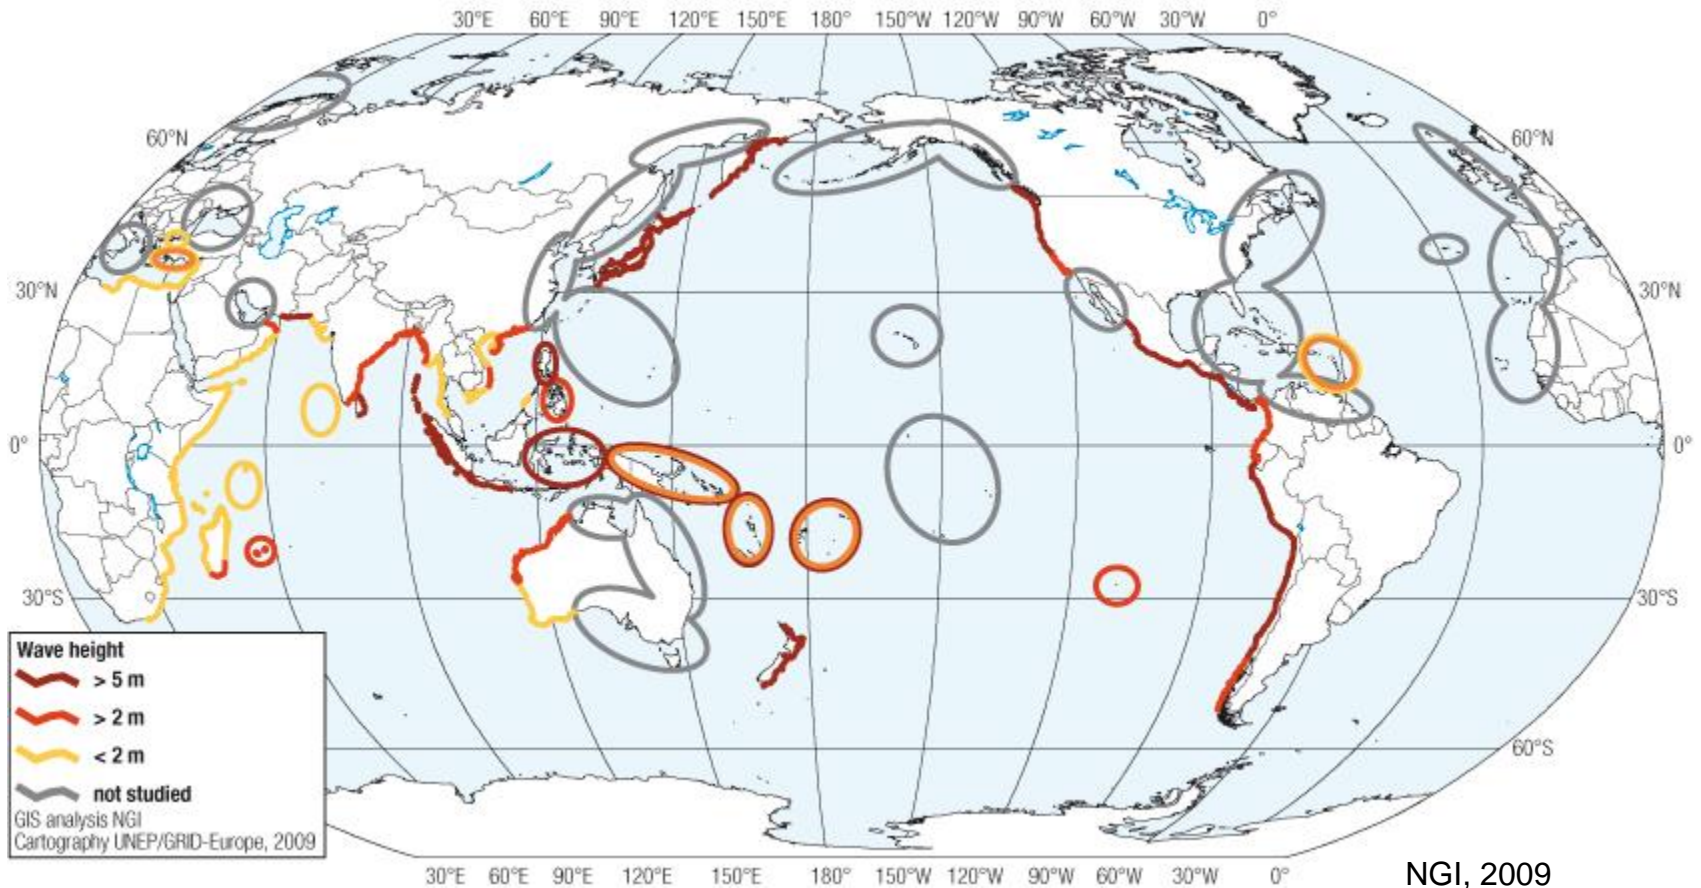 30°E 60°E 90°E 120°E 150°E 180° 150°W 120°W 90°W 60°W 30°W 0°
60°N 60°N
30°N 30°N
0° 0°
30°S 30°S
Wave height
> 5 m
> 2 m
< 2 m
not studied
GIS analysis NGI
Cartography UNEP/GRID-Europe, 2009
60°S
30°E 60°E 90°E 120°E 150°E 180° 150°W 120°W 90°W 60°W 30°W 0°
NGI, 2009